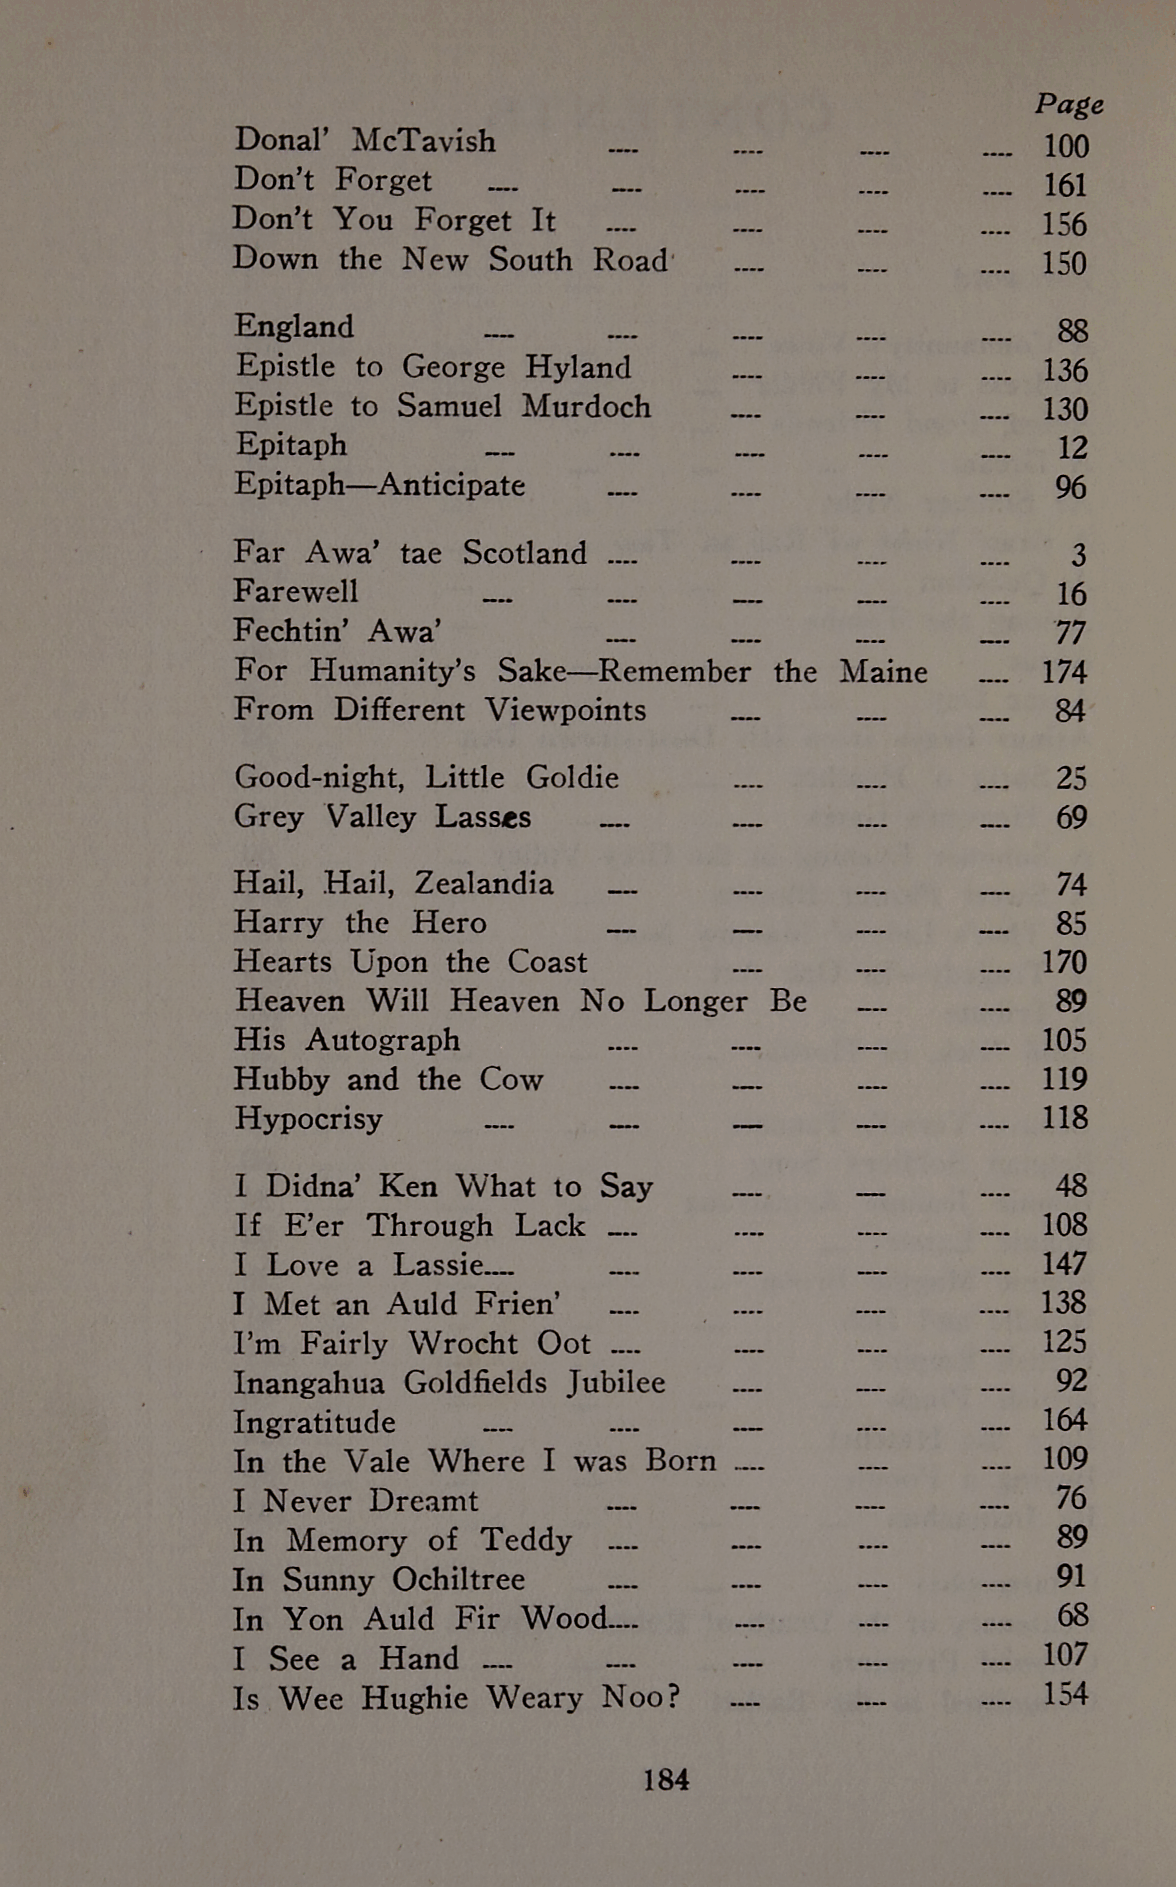 Page
Donal' McTavish .... .... .... .... 100
Don't Forget .... .... .... .... .... 161
Don't You Forget It .... .... .... .... 156
Down the New South Road .... .... .... 150
England .... .... .... .... .... 88
Epistle to George Hyland .... .... .... 136
Epistle to Samuel Murdoch .... .... .... 130
Epitaph .... .... .... .... .... 12
Epitaph—Anticipate .... .... .... .... 96
Far Awa' tae Scotland .... .... .... .... 3
Farewell .... .... .... .... .... 16
Fechtin' Awa' .... .... .... .... 77
For Humanity's Sake—Remember the Maine .... 174
From Different Viewpoints .... .... .... 84
Good-night, Little Goldie .... .... .... 25
Grey Valley Lasses .... .... .... .... 69
Hail, Hail, Zealandia .... .... .... .... 74
Harry the Hero .... .... .... .... 85
Hearts Upon the Coast .... .... .... 170
Heaven Will Heaven No Longer Be .... .... 89
His Autograph .... .... .... .... 105
Hubby and the Cow .... .... .... .... 119
Hypocrisy .... .... .... .... .... 118
I Didna' Ken What to Say .... .... .... 48
If E'er Through Lack .... .... .... .... 108
I Love a Lassie.... .... .... .... .... 147
I Met an Auld Frien' .... .... .... .... 138
I'm Fairly Wrocht Oot .... .... .... .... 125
Inangahua Goldfields Jubilee .... .... .... 92
Ingratitude .... .... .... .... .... 164
In the Vale Where I was Born .... .... .... 109
I Never Dreamt .... .... .... .... 76
In Memory of Teddy .... .... .... .... 89
In Sunny Ochiltree .... .... .... .... 91
In Yon Auld Fir Wood.... .... .... .... 68
I See a Hand .... .... .... .... .... 107
Is Wee Hughie Weary Noo? .... .... .... 154
184